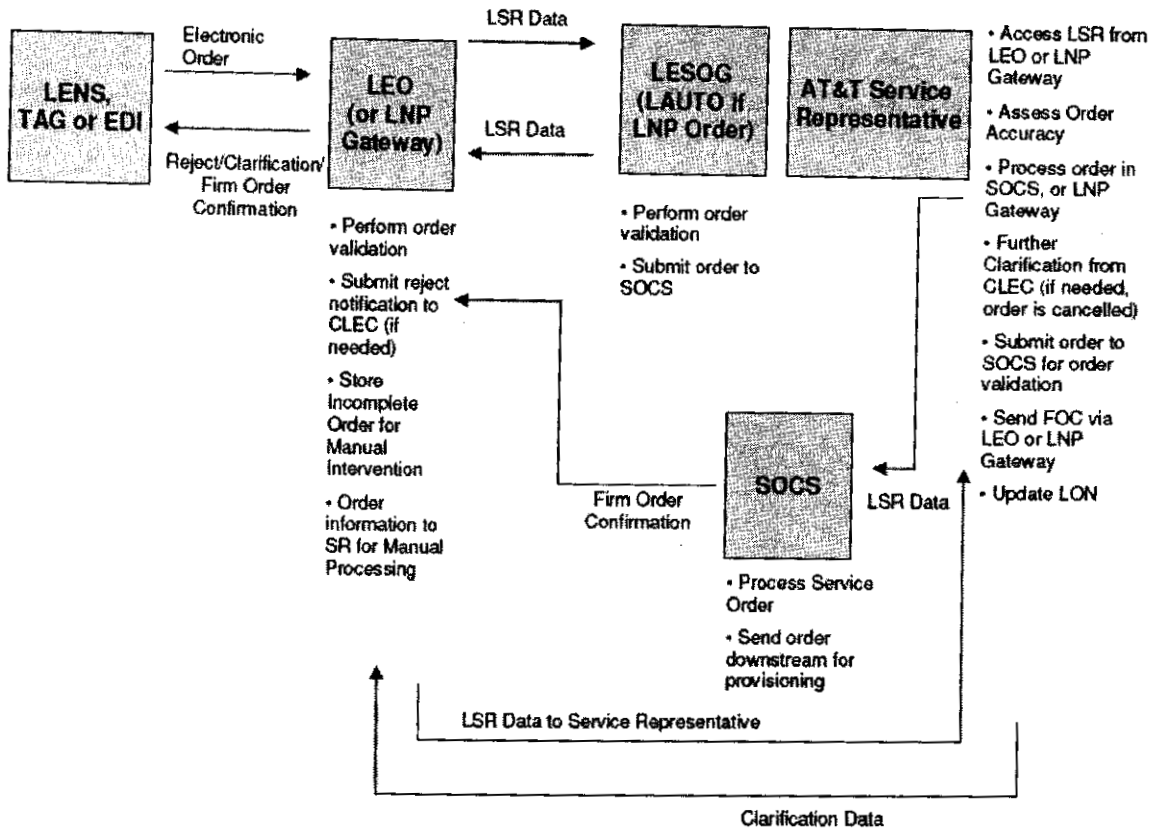 Electronic
Order
LENS,
TAG or EDI
Reject/Clarification/
Firm Order
Confirmation
LSR Data
LEO
(or LNP
Gateway)
LSR Data
• Perform order
validation
• Submit reject
notification to
CLEC (if
needed)
• Store
Incomplete
Order for
Manual
Intervention
• Order
information to
SR for Manual
Processing
LESOG
(LAUTO if
LNP Order)
• Perform order
validation
• Submit order to
SOCS
AT&T Service
Representative
• Access LSR from
LEO or LNP
Gateway
• Assess Order
Accuracy
• Process order in
SOCS, or LNP
Gateway
• Further
Clarification from
CLEC (if needed,
order is cancelled)
• Submit order to
SOCS for order
validation
• Send FOC via
LEO or LNP
Gateway
• Update LON
Firm Order
Confirmation
SOCS
LSR Data
• Process Service
Order
• Send order
downstream for
provisioning
LSR Data to Service Representative
Clarification Data